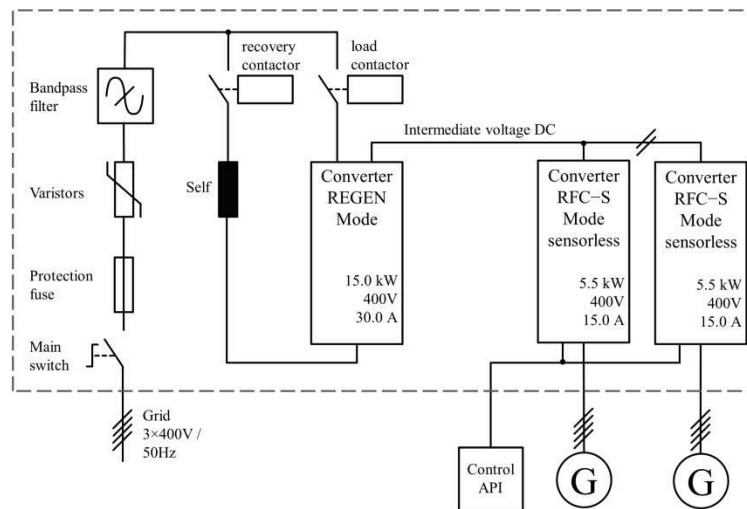 recovery
contactor
load
contactor
Bandpass
filter
Intermediate voltage DC
Varistors
Self
Converter
REGEN
Mode
15.0 kW
400V
30.0 A
Converter
RFC-S
Mode
sensorless
5.5 kW
400V
15.0 A
Converter
RFC-S
Mode
sensorless
5.5 kW
400V
15.0 A
Protection
fuse
Main
switch
Grid
3×400V /
50Hz
Control
API
G
G